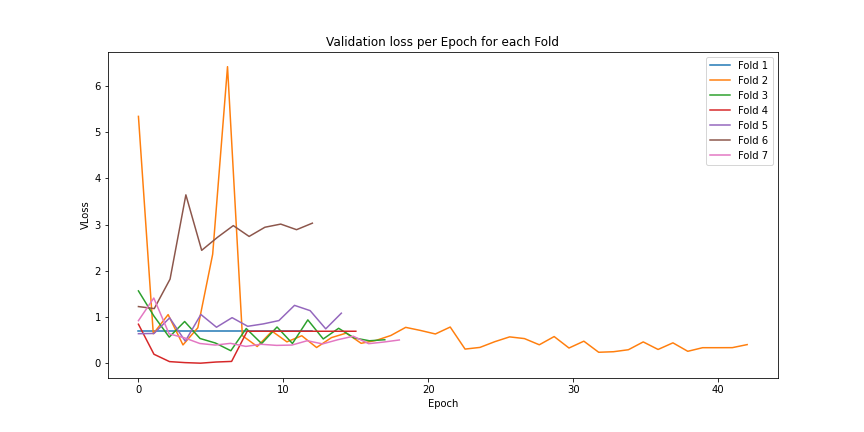 Validation loss per Epoch for each Fold
VLoss
6
5
4
3
2
1
0
0
10
20
30
40
Epoch
Fold 1
Fold 2
Fold 3
Fold 4
Fold 5
Fold 6
Fold 7